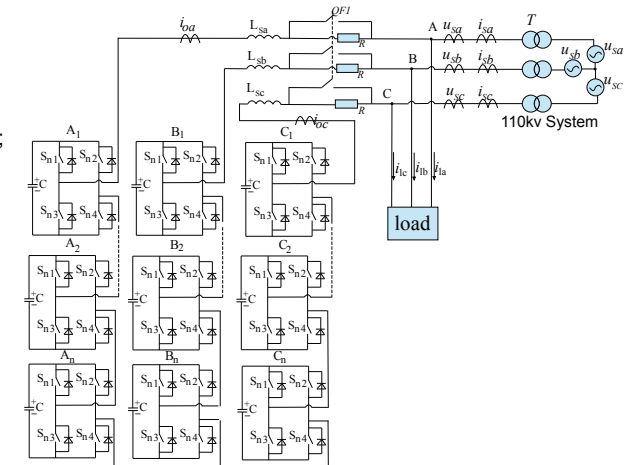 i_oa
L_sa
QF1
R
A
u_sa
i_sa
T
L_sb
R
B
u_sb
i_sb
u_sb
u_sa
L_sc
R
C
u_sc
i_sc
u_sc
i_oc
110kv System
;
A_1
B_1
C_1
S_n1 S_n2
S_n1 S_n2
S_n1 S_n2
+ C −
+ C −
+ C −
S_n3 S_n4
S_n3 S_n4
S_n3 S_n4
i_lc
i_lb
i_la
load
A_2
B_2
C_2
S_n1 S_n2
S_n1 S_n2
S_n1 S_n2
+ C −
+ C −
+ C −
S_n3 S_n4
S_n3 S_n4
S_n3 S_n4
A_n
B_n
C_n
S_n1 S_n2
S_n1 S_n2
S_n1 S_n2
+ C −
+ C −
+ C −
S_n3 S_n4
S_n3 S_n4
S_n3 S_n4